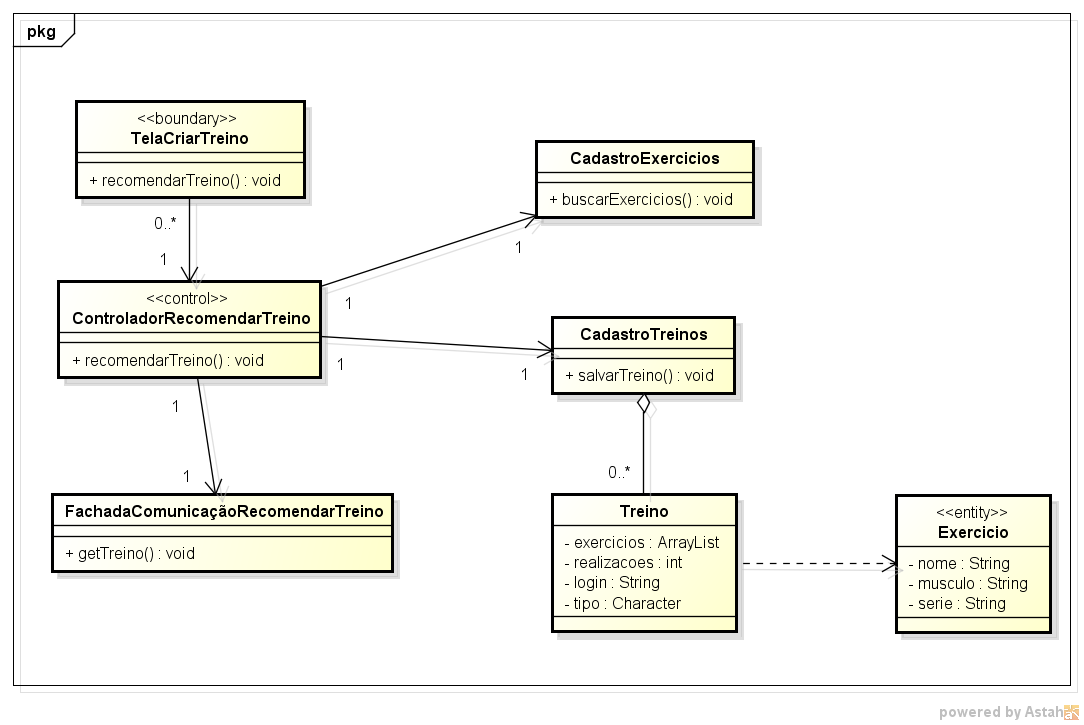 pkg
<<boundary>>
TelaCriarTreino
+ recomendarTreino() : void
0..*
1
<<control>>
ControladorRecomendarTreino
+ recomendarTreino() : void
1
1
FachadaComunicaçãoRecomendarTreino
+ getTreino() : void
CadastroExercicios
+ buscarExercicios() : void
1
1
CadastroTreinos
+ salvarTreino() : void
1
1
0..*
Treino
- exercicios : ArrayList
- realizacoes : int
- login : String
- tipo : Character
<<entity>>
Exercicio
- nome : String
- musculo : String
- serie : String
powered by Astah